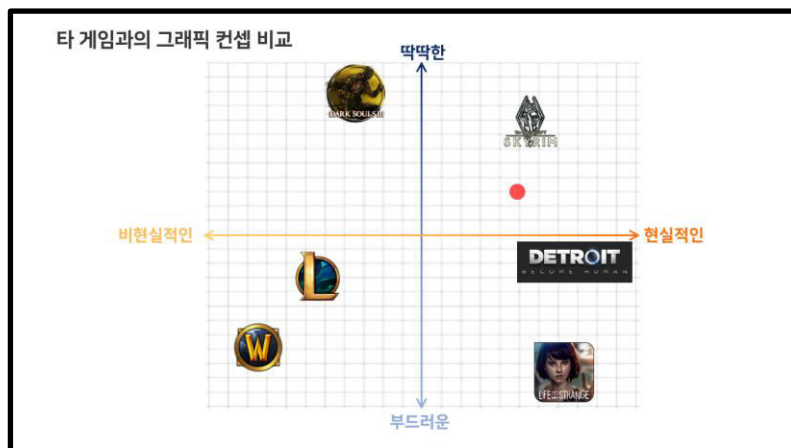 타 게임과의 그래픽 컨셉 비교
딱딱한
DARK SOULS III
SKYRIM
비현실적인
현실적인
DETROIT
BECOME HUMAN
L
W
LIFE IS STRANGE
부드러운